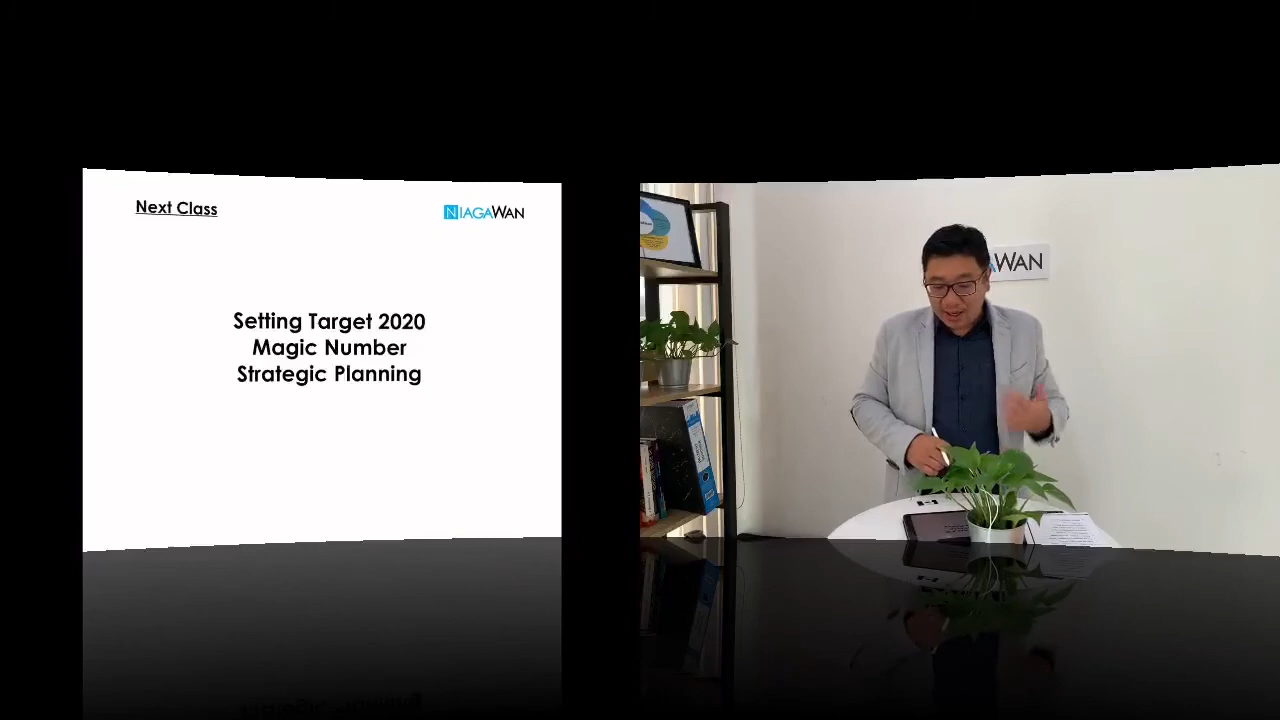 Next Class
NIAGAWAN
Setting Target 2020
Magic Number
Strategic Planning
WAN